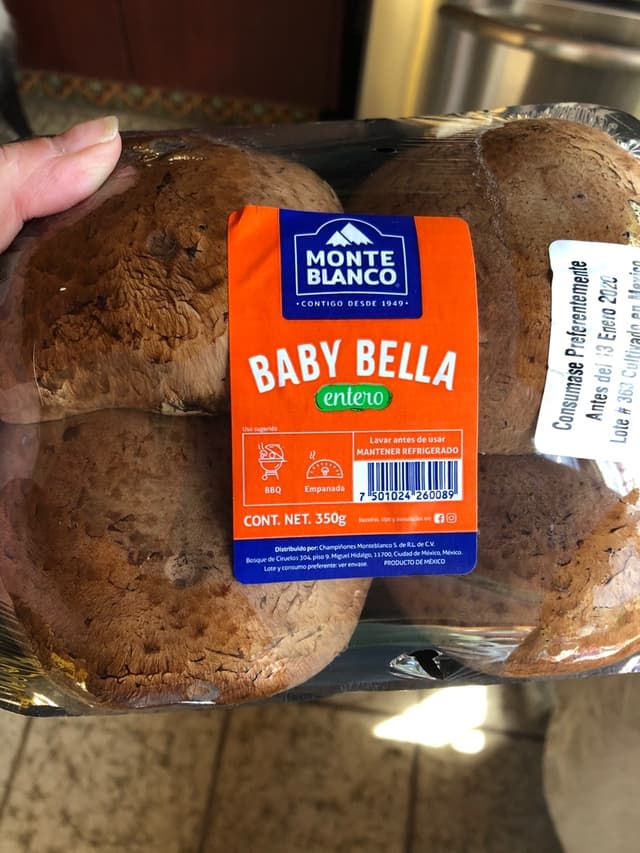 MONTE
BLANCO
•CONTIGO DESDE 1949•
BABY BELLA
entero
Uso sugerido
BBQ
Empanada
Lavar antes de usar
MANTENER REFRIGERADO
7 501024 260089
CONT. NET. 350g
Distribuido por: Champiñones Monteblanco S. de R.L. de C.V.
Bosque de Ciruelos 304, piso 9. Miguel Hidalgo, 11700, Ciudad de México, México.
Lote y consumo preferente: ver envase.
PRODUCTO DE MÉXICO
Consumase Preferentemente
Antes del 13 Enero 2020
Lote # 363 Cultivado en Mexico